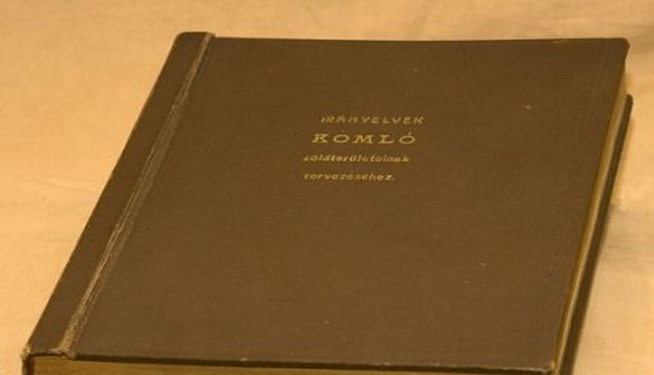 IRÁNYELVEK
KOMLÓ
zöldterületeinek
tervezéséhez.